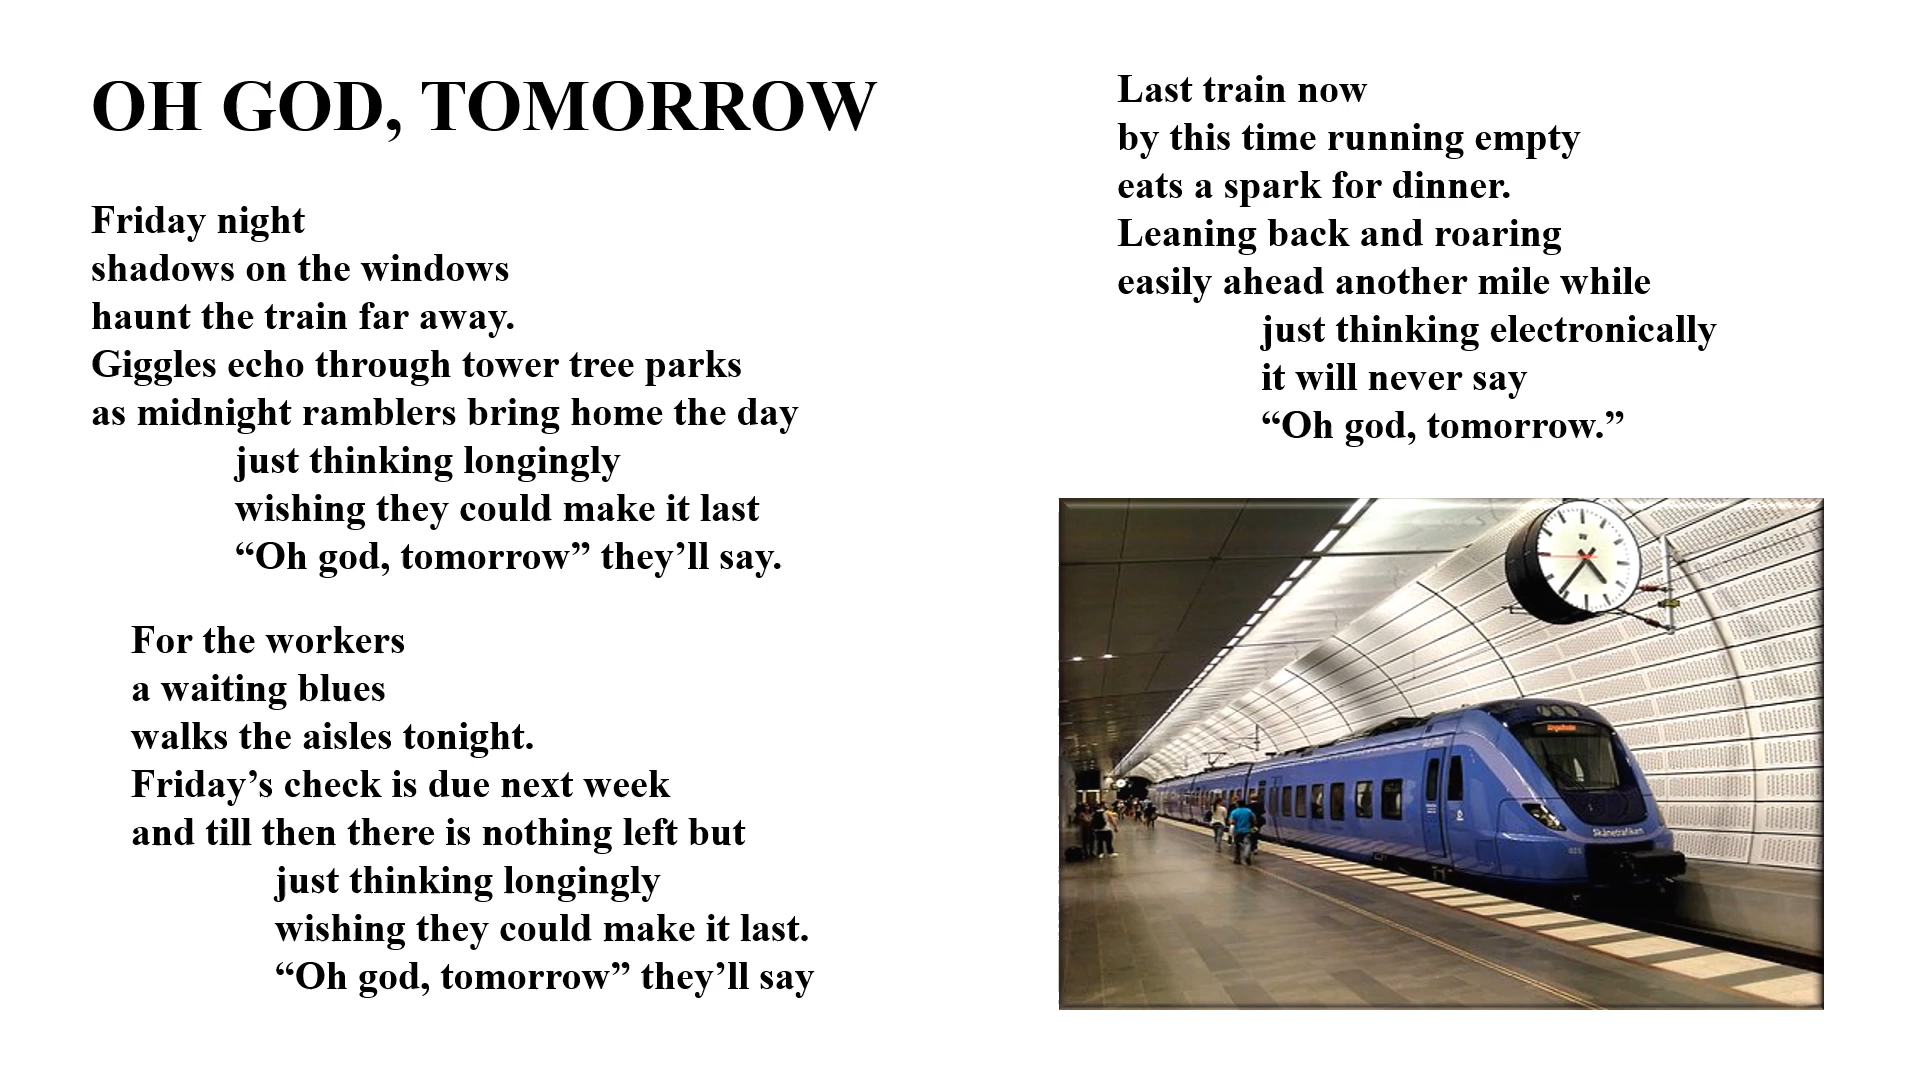 OH GOD, TOMORROW
Friday night
shadows on the windows
haunt the train far away.
Giggles echo through tower tree parks
as midnight ramblers bring home the day
just thinking longingly
wishing they could make it last
“Oh god, tomorrow” they’ll say.
For the workers
a waiting blues
walks the aisles tonight.
Friday’s check is due next week
and till then there is nothing left but
just thinking longingly
wishing they could make it last.
“Oh god, tomorrow” they’ll say
Last train now
by this time running empty
eats a spark for dinner.
Leaning back and roaring
easily ahead another mile while
just thinking electronically
it will never say
“Oh god, tomorrow.”
Skånetrafiken